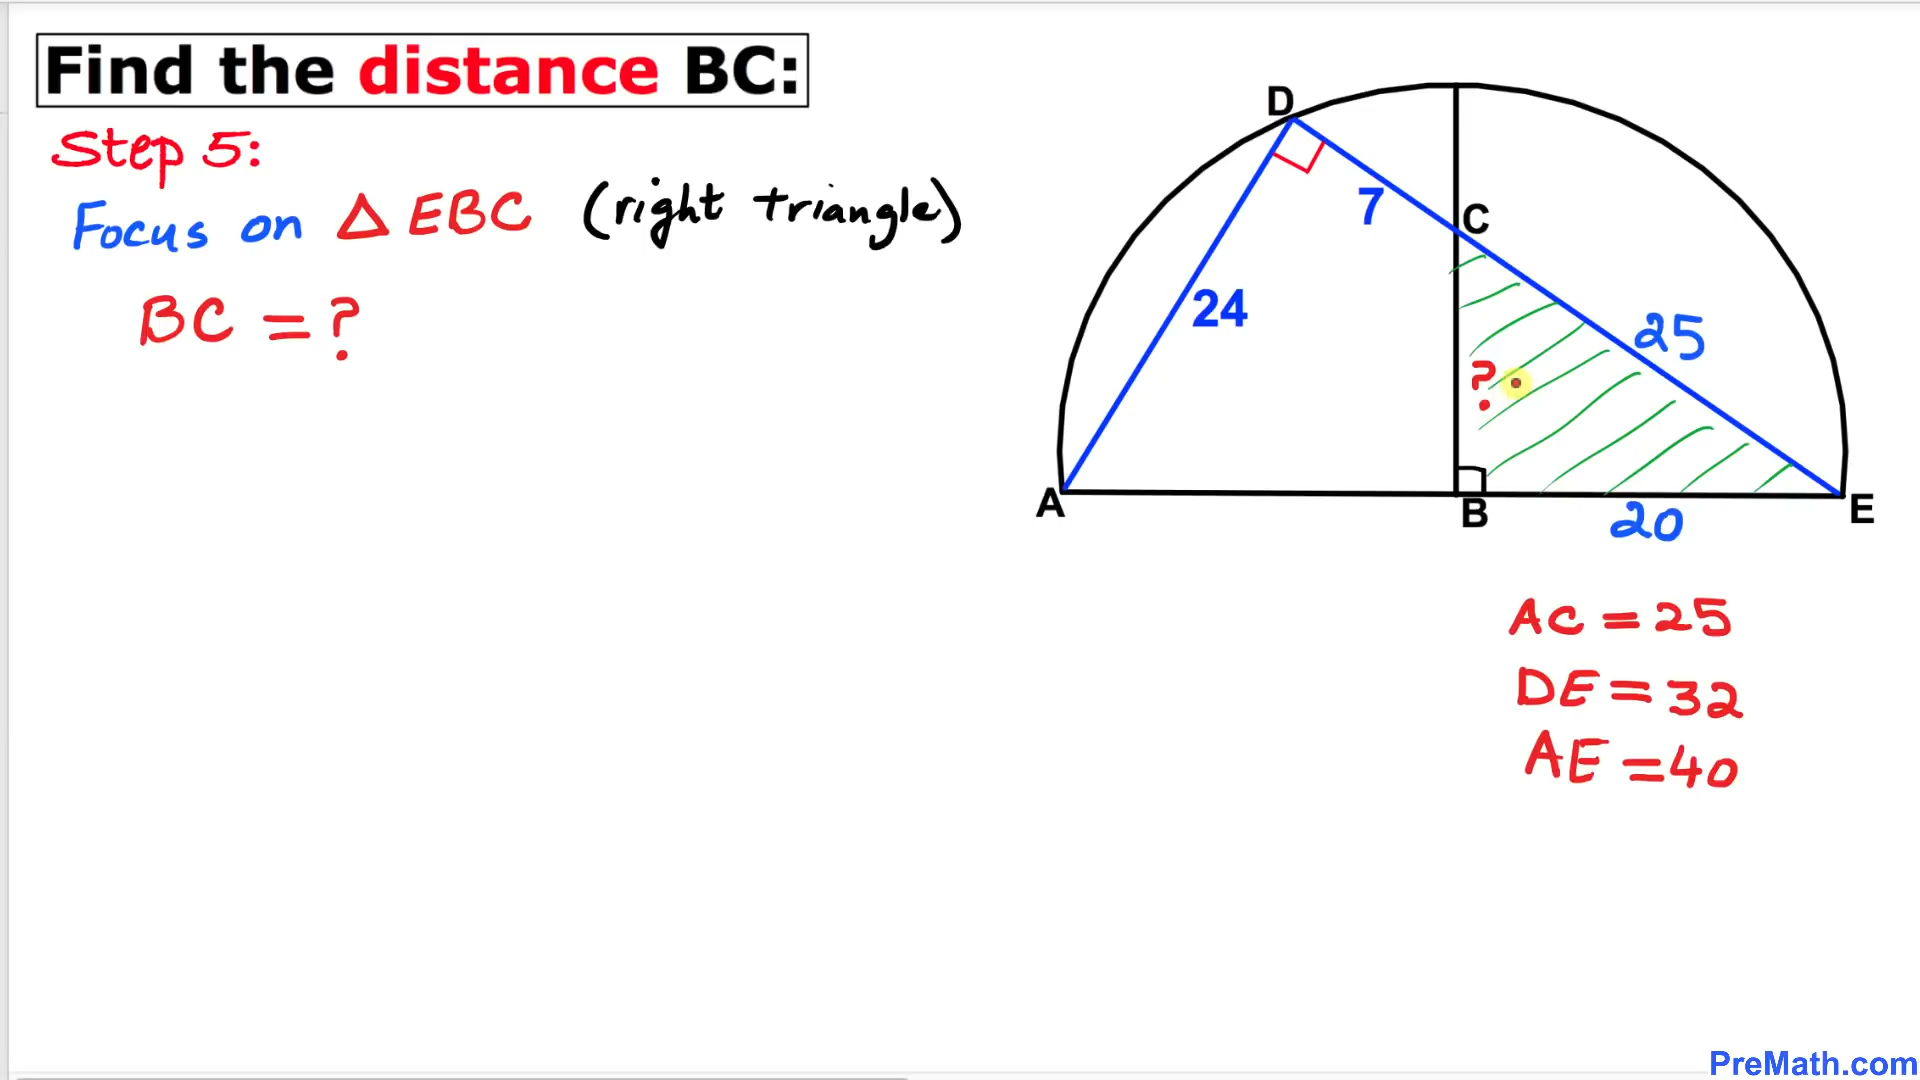 Find the distance BC:
Step 5:
Focus on △ EBC (right triangle)
BC = ?
D
7
C
24
25
?
A
B
E
20
AC = 25
DE = 32
AE = 40
PreMath.com